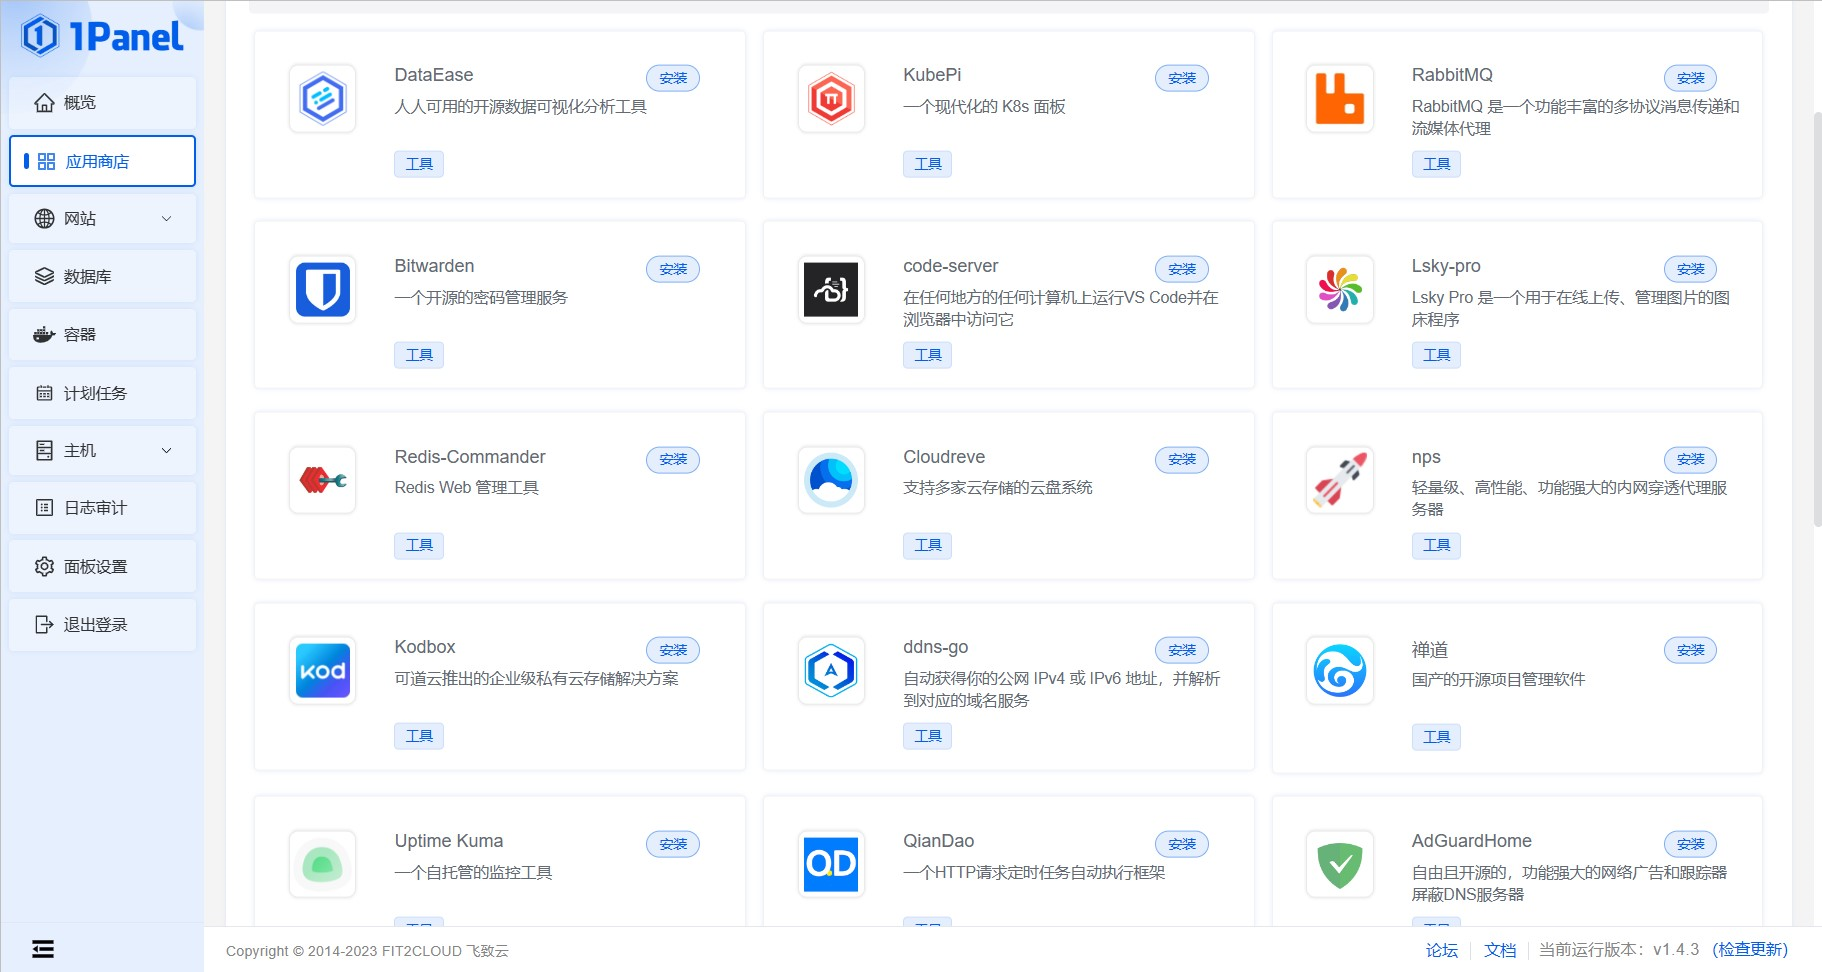 1Panel
概览
应用商店
网站
数据库
容器
计划任务
主机
日志审计
面板设置
退出登录
DataEase
安装
人人可用的开源数据可视化分析工具
工具
KubePi
安装
一个现代化的 K8s 面板
工具
RabbitMQ
安装
RabbitMQ 是一个功能丰富的多协议消息传递和
流媒体代理
工具
Bitwarden
安装
一个开源的密码管理服务
工具
code-server
安装
在任何地方的任何计算机上运行VS Code并在
浏览器中访问它
工具
Lsky-pro
安装
Lsky Pro 是一个用于在线上传、管理图片的图
床程序
工具
Redis-Commander
安装
Redis Web 管理工具
工具
Cloudreve
安装
支持多家云存储的云盘系统
工具
nps
安装
轻量级、高性能、功能强大的内网穿透代理服
务器
工具
kod
Kodbox
安装
可道云推出的企业级私有云存储解决方案
工具
ddns-go
安装
自动获得你的公网 IPv4 或 IPv6 地址，并解析
到对应的域名服务
工具
禅道
安装
国产的开源项目管理软件
工具
Uptime Kuma
安装
一个自托管的监控工具
工具
QD
QianDao
安装
一个HTTP请求定时任务自动执行框架
工具
AdGuardHome
安装
自由且开源的，功能强大的网络广告和跟踪器
屏蔽DNS服务器
工具
Copyright © 2014-2023 FIT2CLOUD 飞致云
论坛
文档
当前运行版本：v1.4.3
(检查更新)